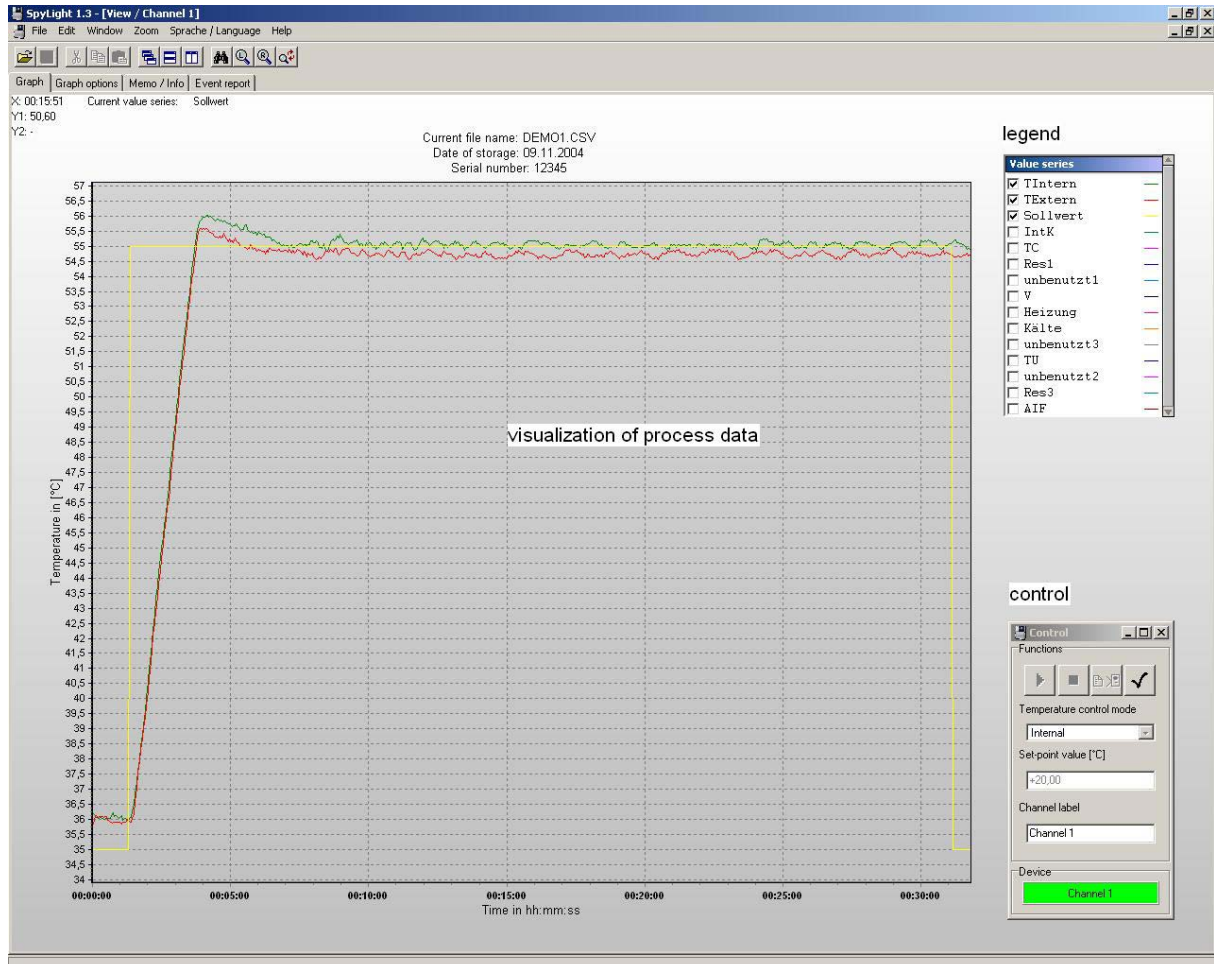 SpyLight 1.3 - [View / Channel 1]
File Edit Window Zoom Sprache / Language Help
Graph Graph options Memo / Info Event report
X: 00:15:51 Current value series: Sollwert
Y1: 50,60
Y2: -
Current file name: DEMO1.CSV
Date of storage: 09.11.2004
Serial number: 12345
57
56,5
56
55,5
55
54,5
54
53,5
53
52,5
52
51,5
51
50,5
50
49,5
49
48,5
48
47,5
47
46,5
46
45,5
45
44,5
44
43,5
43
42,5
42
41,5
41
40,5
40
39,5
39
38,5
38
37,5
37
36,5
36
35,5
35
34,5
34
Temperature in [°C]
visualization of process data
00:00:00 00:05:00 00:10:00 00:15:00 00:20:00 00:25:00 00:30:00
Time in hh:mm:ss
legend
Value series
TIntern
TExtern
Sollwert
IntK
TC
Res1
unbenutzt1
V
Heizung
Kälte
unbenutzt3
TU
unbenutzt2
Res3
AIF
control
Control
Functions
Temperature control mode
Internal
Set-point value [°C]
+20,00
Channel label
Channel 1
Device
Channel 1